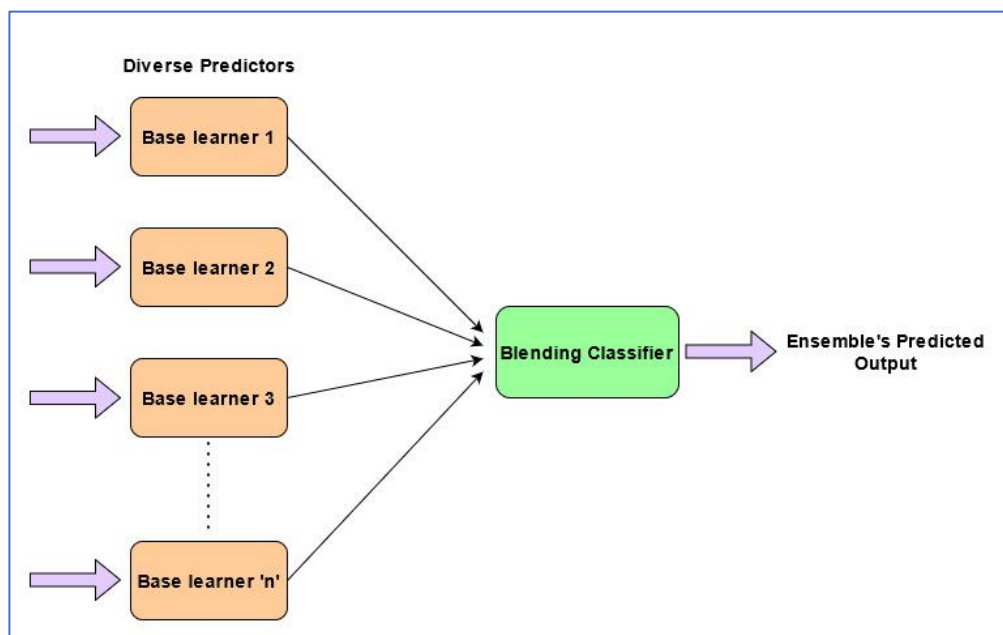 Diverse Predictors
Base learner 1
Base learner 2
Base learner 3
Base learner 'n'
Blending Classifier
Ensemble's Predicted
Output